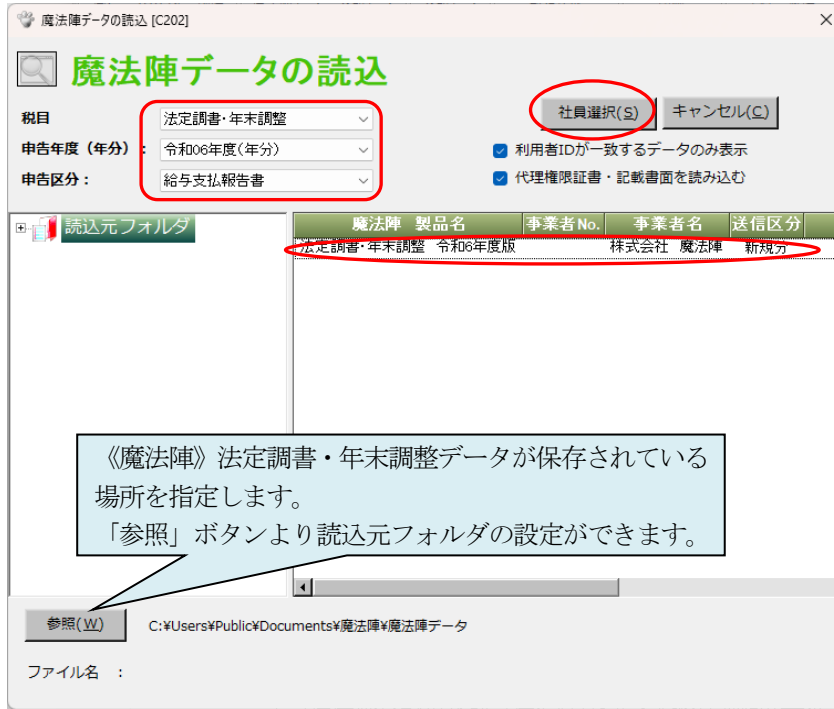 魔法陣データの読込 [C202]
魔法陣データの読込
税目
法定調書・年末調整
社員選択(S)
キャンセル(C)
申告年度（年分）：
令和06年度(年分)
利用者IDが一致するデータのみ表示
申告区分：
給与支払報告書
代理権限証書・記載書面を読み込む
読込元フォルダ
魔法陣 製品名 事業者No. 事業者名 送信区分
法定調書・年末調整 令和6年度版 株式会社 魔法陣 新規分
《魔法陣》法定調書・年末調整データが保存されている
場所を指定します。
「参照」ボタンより読込元フォルダの設定ができます。
参照(W)
C:¥Users¥Public¥Documents¥魔法陣¥魔法陣データ
ファイル名 ：